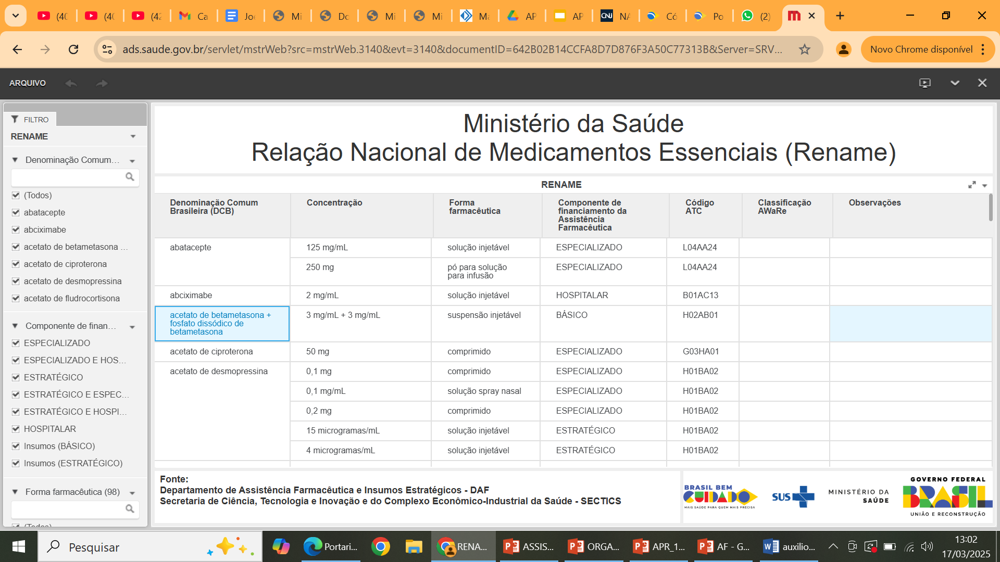 (40
(40
(42
Ca
Jo
Mi
Do
Mi
Mi
Ma
AP
AP
CNJ
NA
Có
Po
(2)
ads.saude.gov.br/servlet/mstrWeb?src=mstrWeb.3140&evt=3140&documentID=642B02B14CCFA8D7D876F3A50C77313B&Server=SRV...
Novo Chrome disponível
ARQUIVO
FILTRO
RENAME
Denominação Comum...
(Todos)
abatacepte
abciximabe
acetato de betametasona ...
acetato de ciproterona
acetato de desmopressina
acetato de fludrocortisona
Componente de finan...
ESPECIALIZADO
ESPECIALIZADO E HOS...
ESTRATÉGICO
ESTRATÉGICO E ESPEC...
ESTRATÉGICO E HOSPI...
HOSPITALAR
Insumos (BÁSICO)
Insumos (ESTRATÉGICO)
Forma farmacêutica (98)
(Todos)
Ministério da Saúde
Relação Nacional de Medicamentos Essenciais (Rename)
RENAME
Denominação Comum Brasileira (DCB) Concentração Forma farmacêutica Componente de financiamento da Assistência Farmacêutica Código ATC Classificação AWaRe Observações
abatacepte 125 mg/mL solução injetável ESPECIALIZADO L04AA24
250 mg pó para solução para infusão ESPECIALIZADO L04AA24
abciximabe 2 mg/mL solução injetável HOSPITALAR B01AC13
acetato de betametasona + fosfato dissódico de betametasona 3 mg/mL + 3 mg/mL suspensão injetável BÁSICO H02AB01
acetato de ciproterona 50 mg comprimido ESPECIALIZADO G03HA01
acetato de desmopressina 0,1 mg comprimido ESPECIALIZADO H01BA02
0,1 mg/mL solução spray nasal ESPECIALIZADO H01BA02
0,2 mg comprimido ESPECIALIZADO H01BA02
15 microgramas/mL solução injetável ESTRATÉGICO H01BA02
4 microgramas/mL solução injetável ESTRATÉGICO H01BA02
Fonte:
Departamento de Assistência Farmacêutica e Insumos Estratégicos - DAF
Secretaria de Ciência, Tecnologia e Inovação e do Complexo Econômico-Industrial da Saúde - SECTICS
BRASIL BEM
CUIDADO
MAIS SAÚDE PARA QUEM MAIS PRECISA
SUS
MINISTÉRIO DA
SAÚDE
GOVERNO FEDERAL
BRASIL
UNIÃO E RECONSTRUÇÃO
Pesquisar
Portari...
RENA...
ASSIS...
ORGA...
APR_1...
AF - G...
auxilio...
13:02
17/03/2025